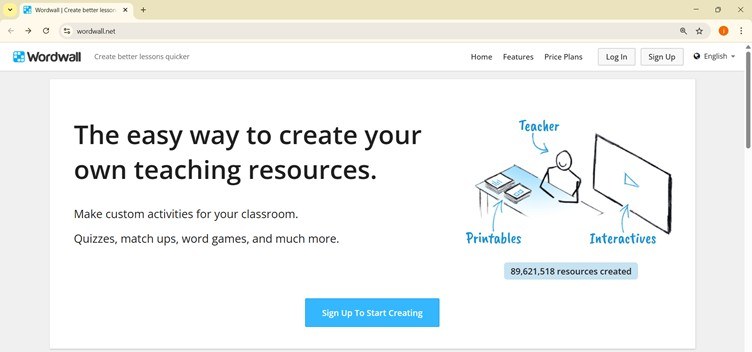 Wordwall | Create better lesson
wordwall.net
Wordwall
Create better lessons quicker
Home
Features
Price Plans
Log In
Sign Up
English
The easy way to create your
own teaching resources.
Make custom activities for your classroom.
Quizzes, match ups, word games, and much more.
Teacher
Printables
Interactives
89,621,518 resources created
Sign Up To Start Creating